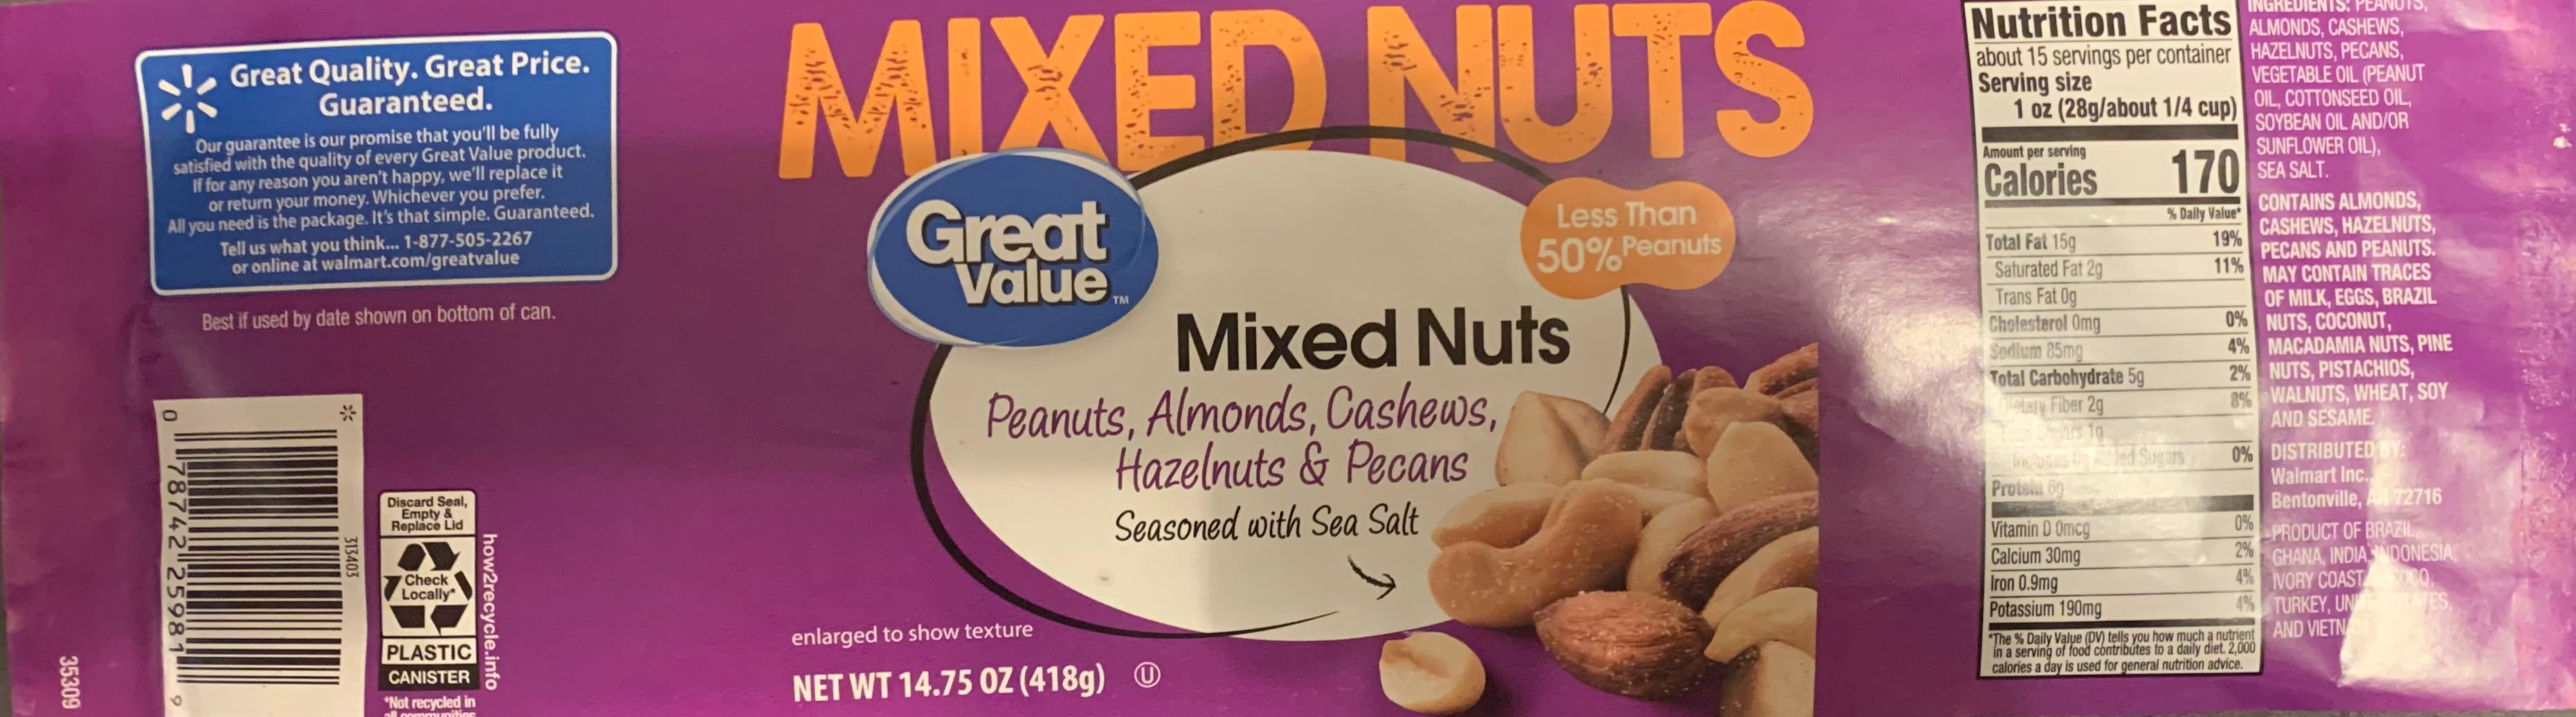 Great Quality. Great Price.
Guaranteed.
Our guarantee is our promise that you'll be fully
satisfied with the quality of every Great Value product.
If for any reason you aren't happy, we'll replace it
or return your money. Whichever you prefer.
All you need is the package. It's that simple. Guaranteed.
Tell us what you think... 1-877-505-2267
or online at walmart.com/greatvalue
Best if used by date shown on bottom of can.
0 78742 25981 9
313403
35309
Discard Seal,
Empty &
Replace Lid
Check
Locally*
PLASTIC
CANISTER
*Not recycled in
all communities
how2recycle.info
MIXED NUTS
Great
Value™
Less Than
50% Peanuts
Mixed Nuts
Peanuts, Almonds, Cashews,
Hazelnuts & Pecans
Seasoned with Sea Salt
enlarged to show texture
NET WT 14.75 OZ (418g) U
Nutrition Facts
about 15 servings per container
Serving size
1 oz (28g/about 1/4 cup)
Amount per serving
Calories 170
% Daily Value*
Total Fat 15g 19%
Saturated Fat 2g 11%
Trans Fat 0g
Cholesterol 0mg 0%
Sodium 85mg 4%
Total Carbohydrate 5g 2%
Fiber 2g 8%
1g
Sugars 0%
Protein 6g
Vitamin D 0mcg 0%
Calcium 30mg 2%
Iron 0.9mg 4%
Potassium 190mg 4%
*The % Daily Value (DV) tells you how much a nutrient
in a serving of food contributes to a daily diet. 2,000
calories a day is used for general nutrition advice.
INGREDIENTS: PEANUTS,
ALMONDS, CASHEWS,
HAZELNUTS, PECANS,
VEGETABLE OIL (PEANUT
OIL, COTTONSEED OIL,
SOYBEAN OIL AND/OR
SUNFLOWER OIL),
SEA SALT.
CONTAINS ALMONDS,
CASHEWS, HAZELNUTS,
PECANS AND PEANUTS.
MAY CONTAIN TRACES
OF MILK, EGGS, BRAZIL
NUTS, COCONUT,
MACADAMIA NUTS, PINE
NUTS, PISTACHIOS,
WALNUTS, WHEAT, SOY
AND SESAME.
DISTRIBUTED BY:
Walmart Inc.,
Bentonville, AR 72716
PRODUCT OF BRAZIL,
GHANA, INDIA, INDONESIA,
IVORY COAST,
TURKEY,
AND